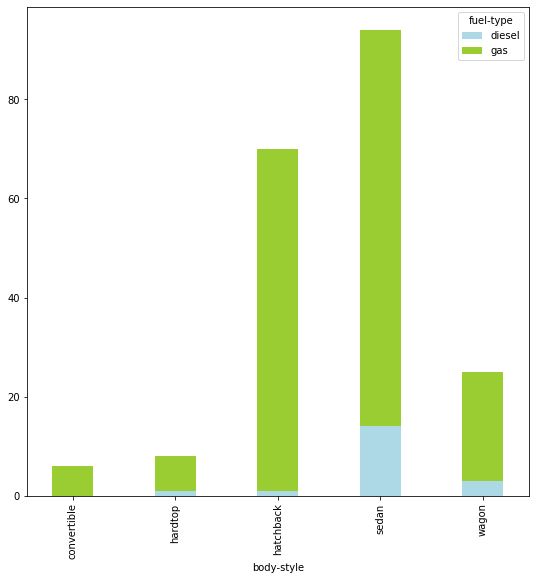 fuel-type
diesel
gas
80
60
40
20
0
convertible
hardtop
hatchback
sedan
wagon
body-style